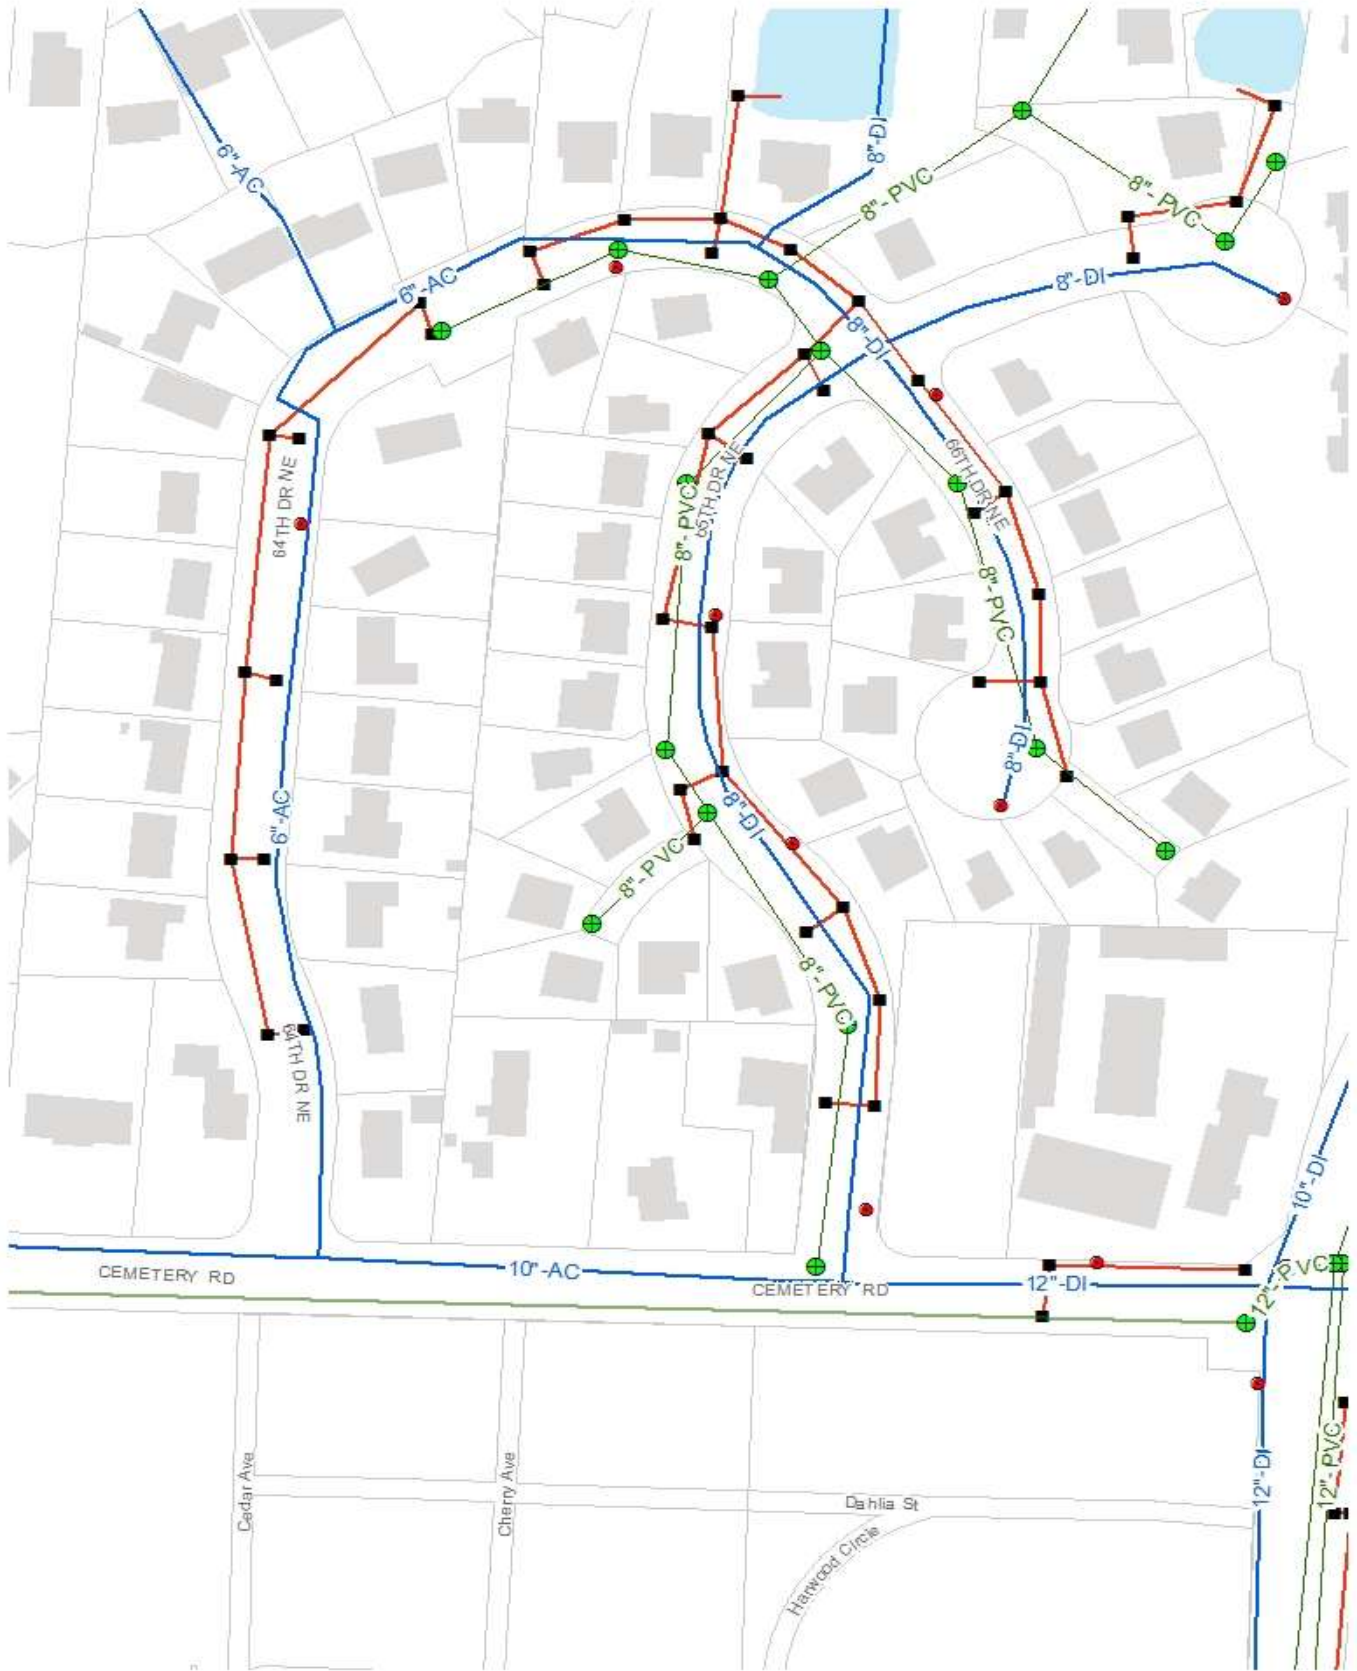 8"-DI
6"-AC
8"-PVC
8"-PVC
6"-AC
8"-DI
8"-DI
66TH DR NE
65TH DR NE
64TH DR NE
8"-PVC
8"-PVC
8"-DI
6"-AC
8"-DI
8"-PVC
8"-PVC
64TH DR NE
10"-DI
CEMETERY RD
10"-AC
CEMETERY RD
12"-DI
12"-PVC
Cedar Ave
Cherry Ave
Dahlia St
Harwood Circle
12"-DI
12"-PVC